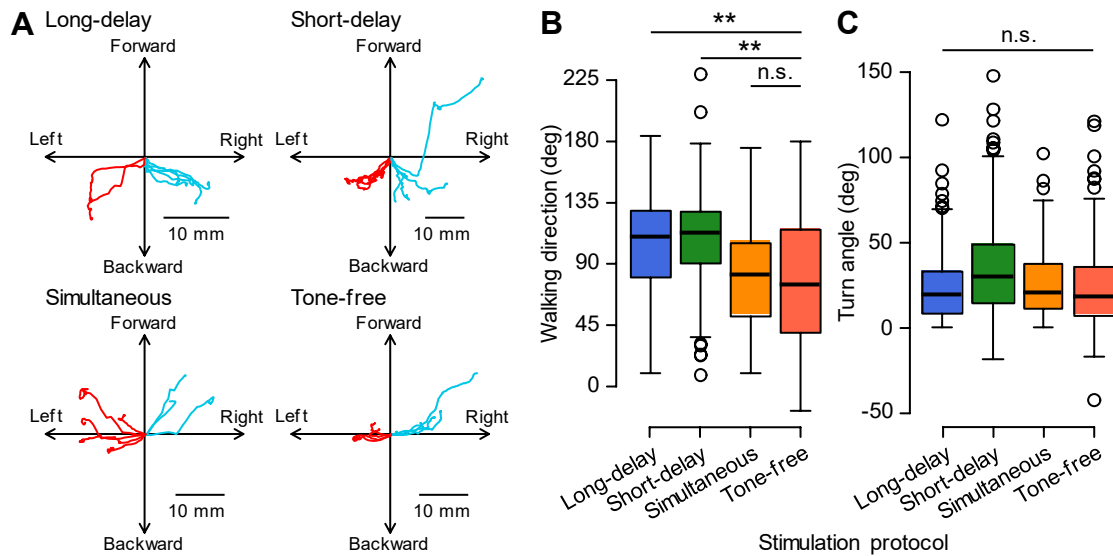 A
Long-delay
Forward
Left
Right
10 mm
Backward
Short-delay
Forward
Left
Right
10 mm
Backward
Simultaneous
Forward
Left
Right
10 mm
Backward
Tone-free
Forward
Left
Right
10 mm
Backward
B
**
**
n.s.
Walking direction (deg)
225
180
135
90
45
0
Long-delay
Short-delay
Simultaneous
Tone-free
C
n.s.
Turn angle (deg)
150
100
50
0
-50
Long-delay
Short-delay
Simultaneous
Tone-free
Stimulation protocol